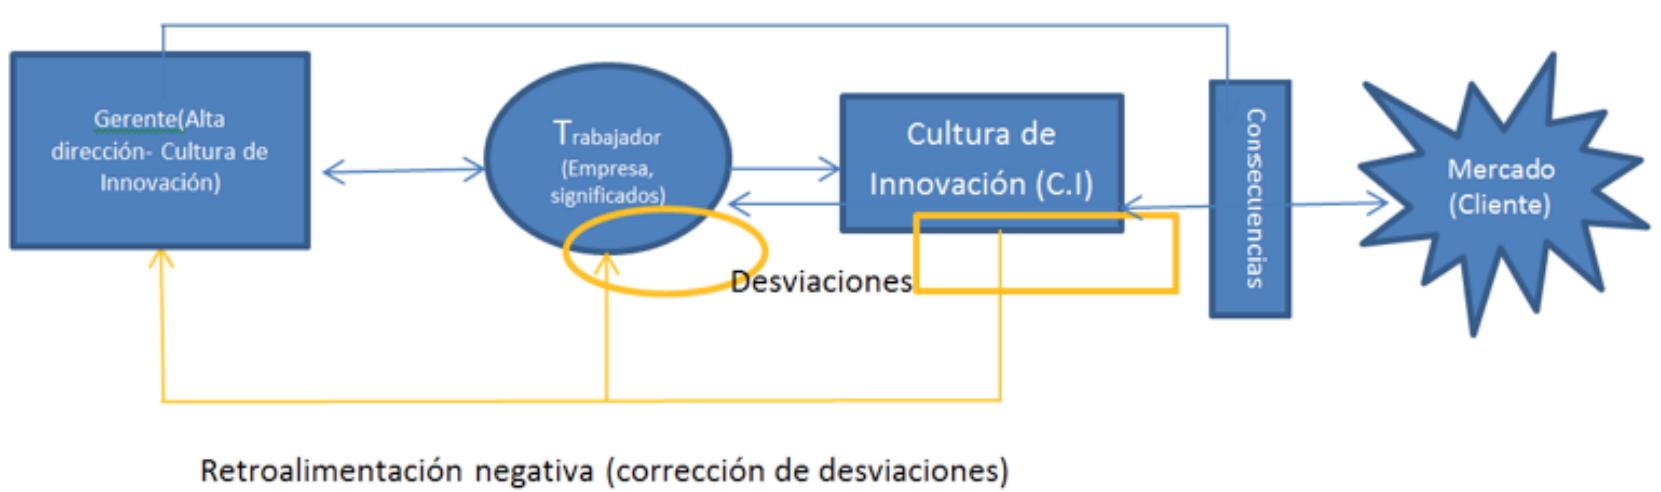 Gerente(Alta
dirección- Cultura de
Innovación)
Trabajador
(Empresa,
significados)
Cultura de
Innovación (C.I)
Consecuencias
Mercado
(Cliente)
Desviaciones
Retroalimentación negativa (corrección de desviaciones)